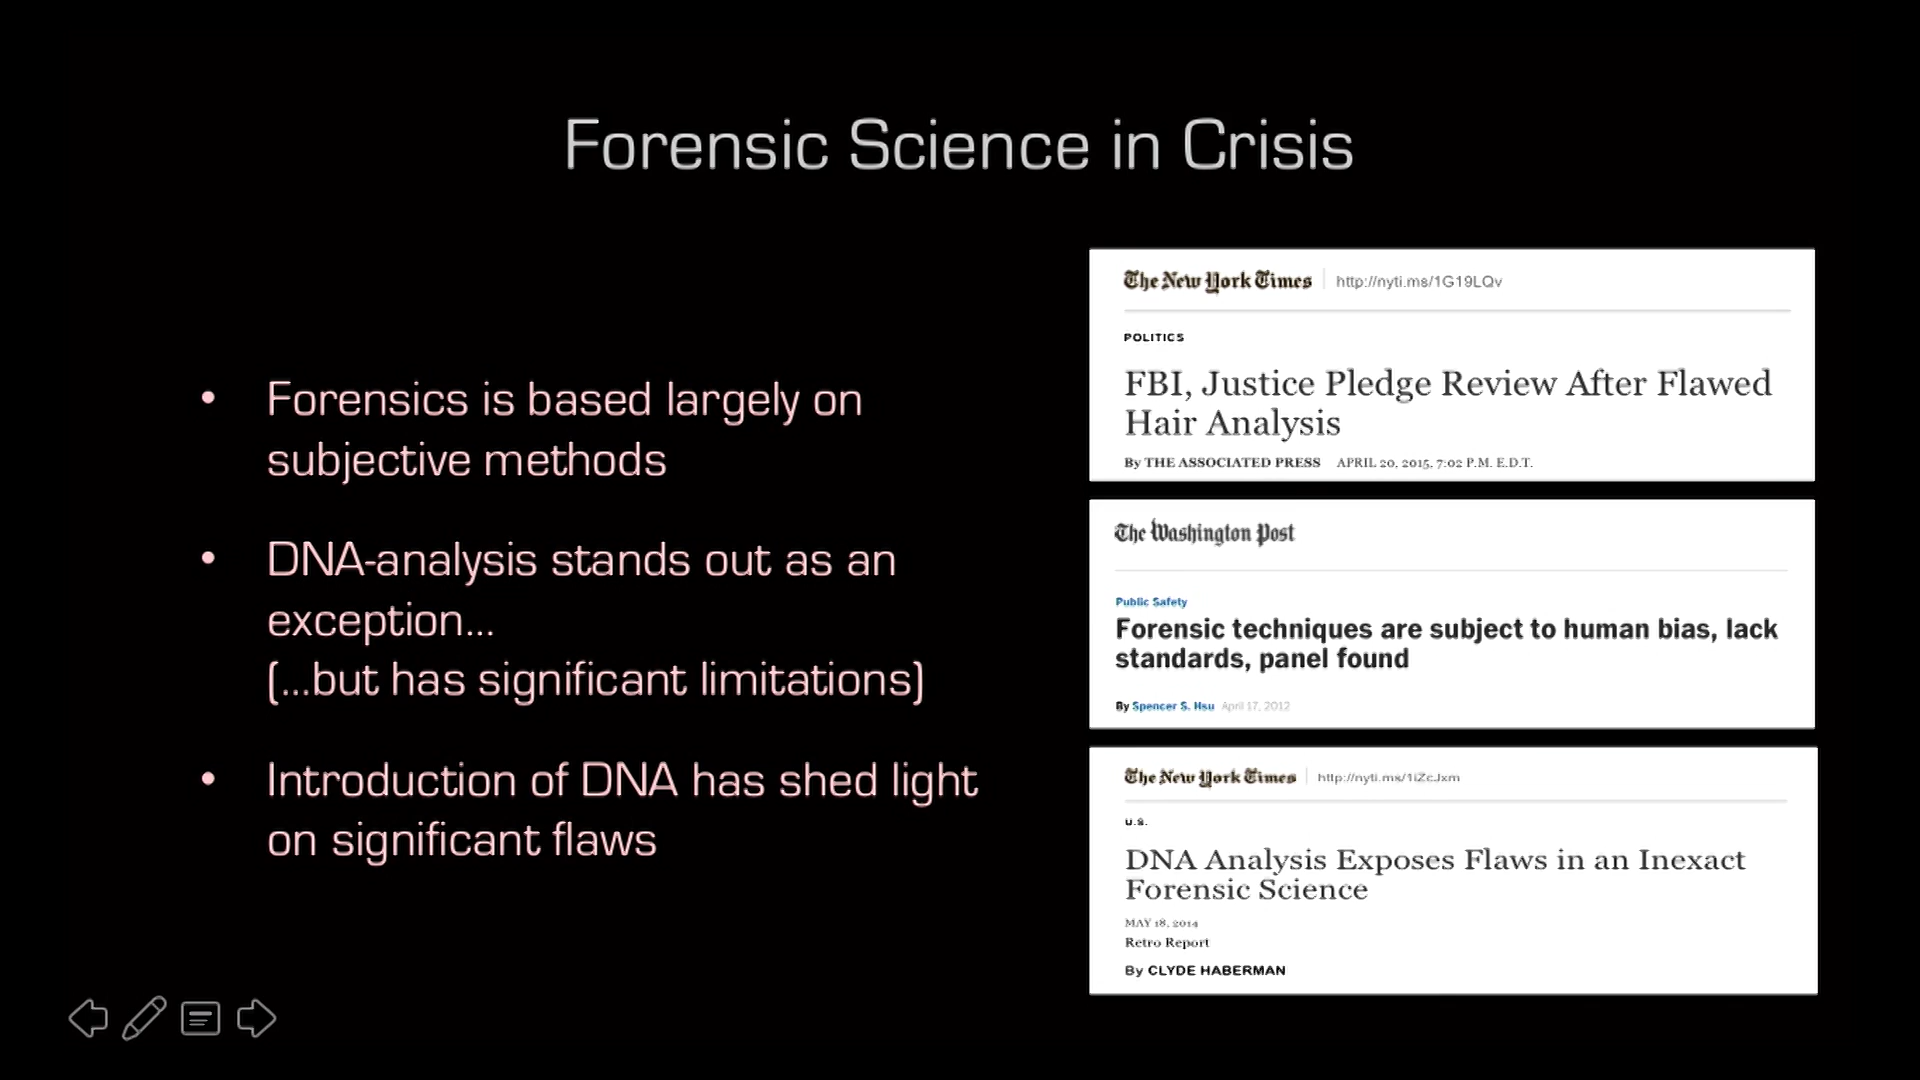 Forensic Science in Crisis
• Forensics is based largely on
subjective methods
• DNA-analysis stands out as an
exception...
(...but has significant limitations)
• Introduction of DNA has shed light
on significant flaws
The New York Times http://nyti.ms/1G19LQv
POLITICS
FBI, Justice Pledge Review After Flawed
Hair Analysis
By THE ASSOCIATED PRESS APRIL 20, 2015, 7:02 P.M. E.D.T.
The Washington Post
Public Safety
Forensic techniques are subject to human bias, lack
standards, panel found
By Spencer S. Hsu April 17, 2012
The New York Times http://nyti.ms/1iZcJxm
U.S.
DNA Analysis Exposes Flaws in an Inexact
Forensic Science
MAY 18, 2014
Retro Report
By CLYDE HABERMAN